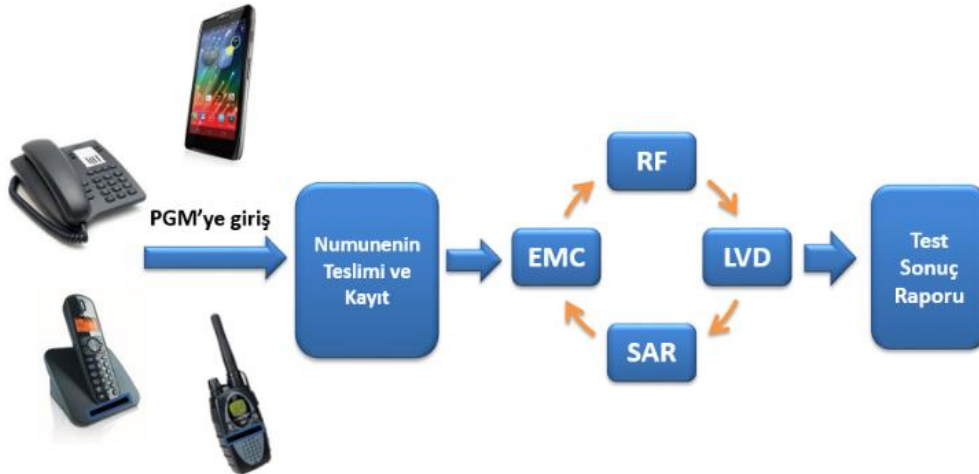 PGM'ye giriş
Numunenin
Teslimi ve
Kayıt
EMC
RF
LVD
SAR
Test
Sonuç
Raporu